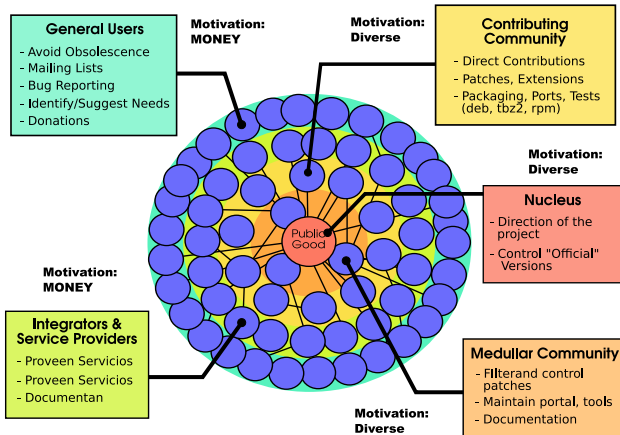 General Users
- Avoid Obsolescence
- Mailing Lists
- Bug Reporting
- Identify/Suggest Needs
- Donations
Motivation:
MONEY
Motivation:
Diverse
Contributing
Community
- Direct Contributions
- Patches, Extensions
- Packaging, Ports, Tests
(deb, tbz2, rpm)
Motivation:
Diverse
Nucleus
- Direction of the
project
- Control "Official"
Versions
Public
Good
Motivation:
MONEY
Integrators &
Service Providers
- Proveen Servicios
- Proveen Servicios
- Documentan
Motivation:
Diverse
Medullar Community
- Filterand control
patches
- Maintain portal, tools
- Documentation